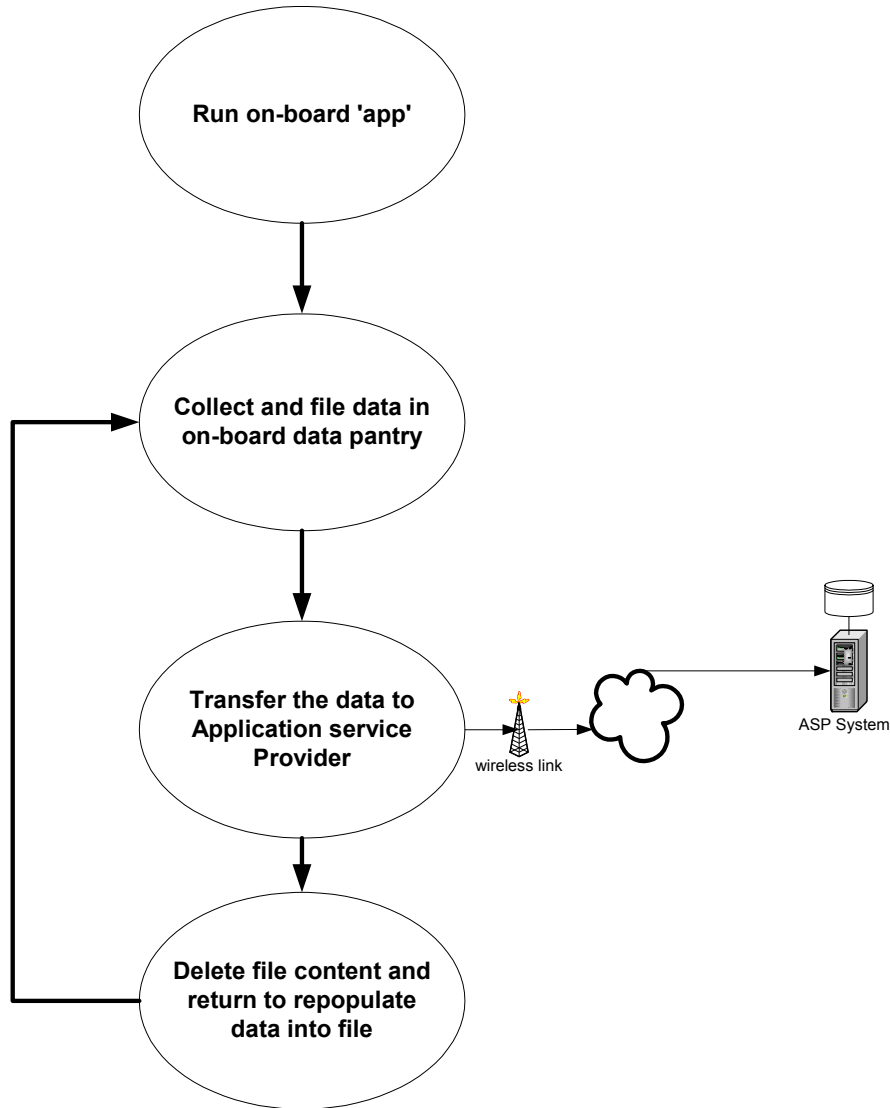 Run on-board 'app'
Collect and file data in
on-board data pantry
Transfer the data to
Application service
Provider
wireless link
ASP System
Delete file content and
return to repopulate
data into file